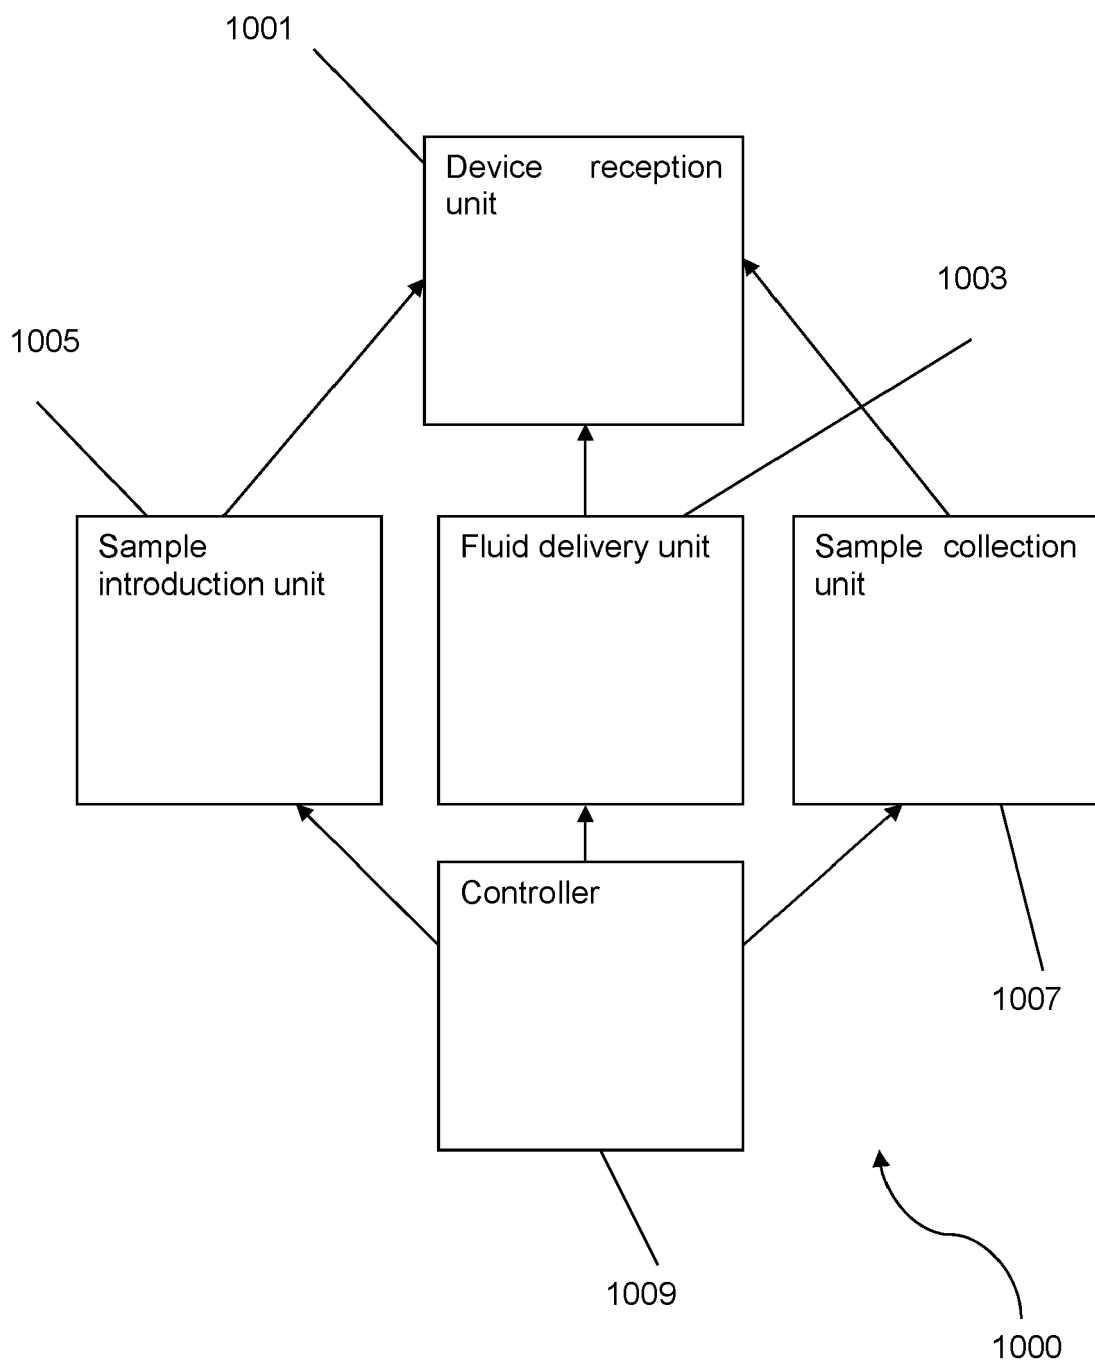 1001
Device reception
unit
1003
1005
Sample
introduction unit
Fluid delivery unit
Sample collection
unit
Controller
1007
1009
1000